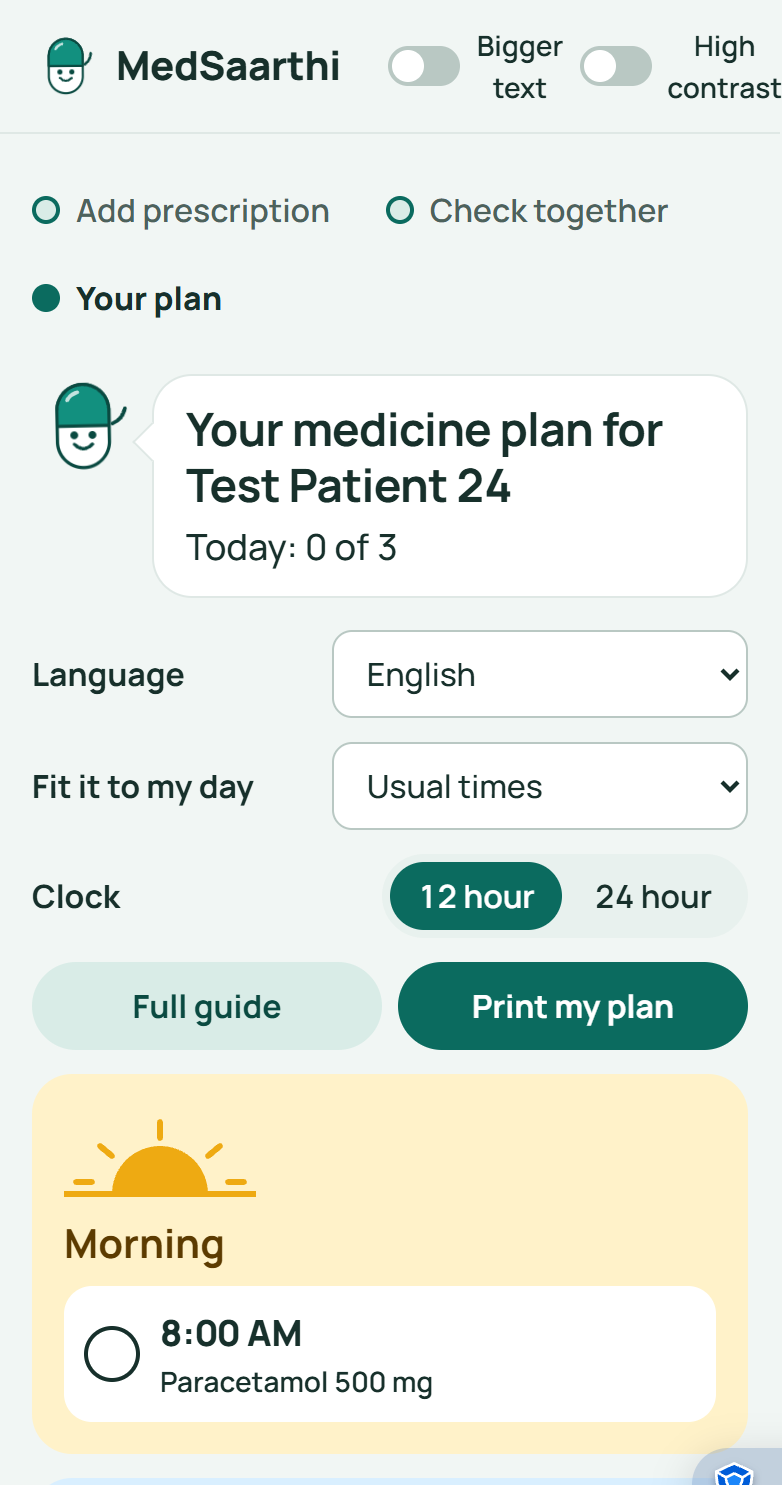 MedSaarthi
Bigger
text
High
contrast
Add prescription
Check together
Your plan
Your medicine plan for
Test Patient 24
Today: 0 of 3
Language
English
Fit it to my day
Usual times
Clock
12 hour
24 hour
Full guide
Print my plan
Morning
8:00 AM
Paracetamol 500 mg